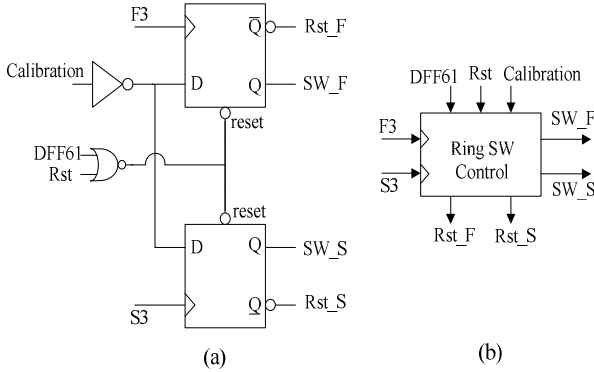 F3
Q
Rst_F
Calibration
D
Q
SW_F
reset
DFF61
Rst
reset
D
Q
SW_S
S3
Q
Rst_S
(a)
DFF61 Rst Calibration
F3
SW_F
Ring SW
Control
S3
SW_S
Rst_F
Rst_S
(b)